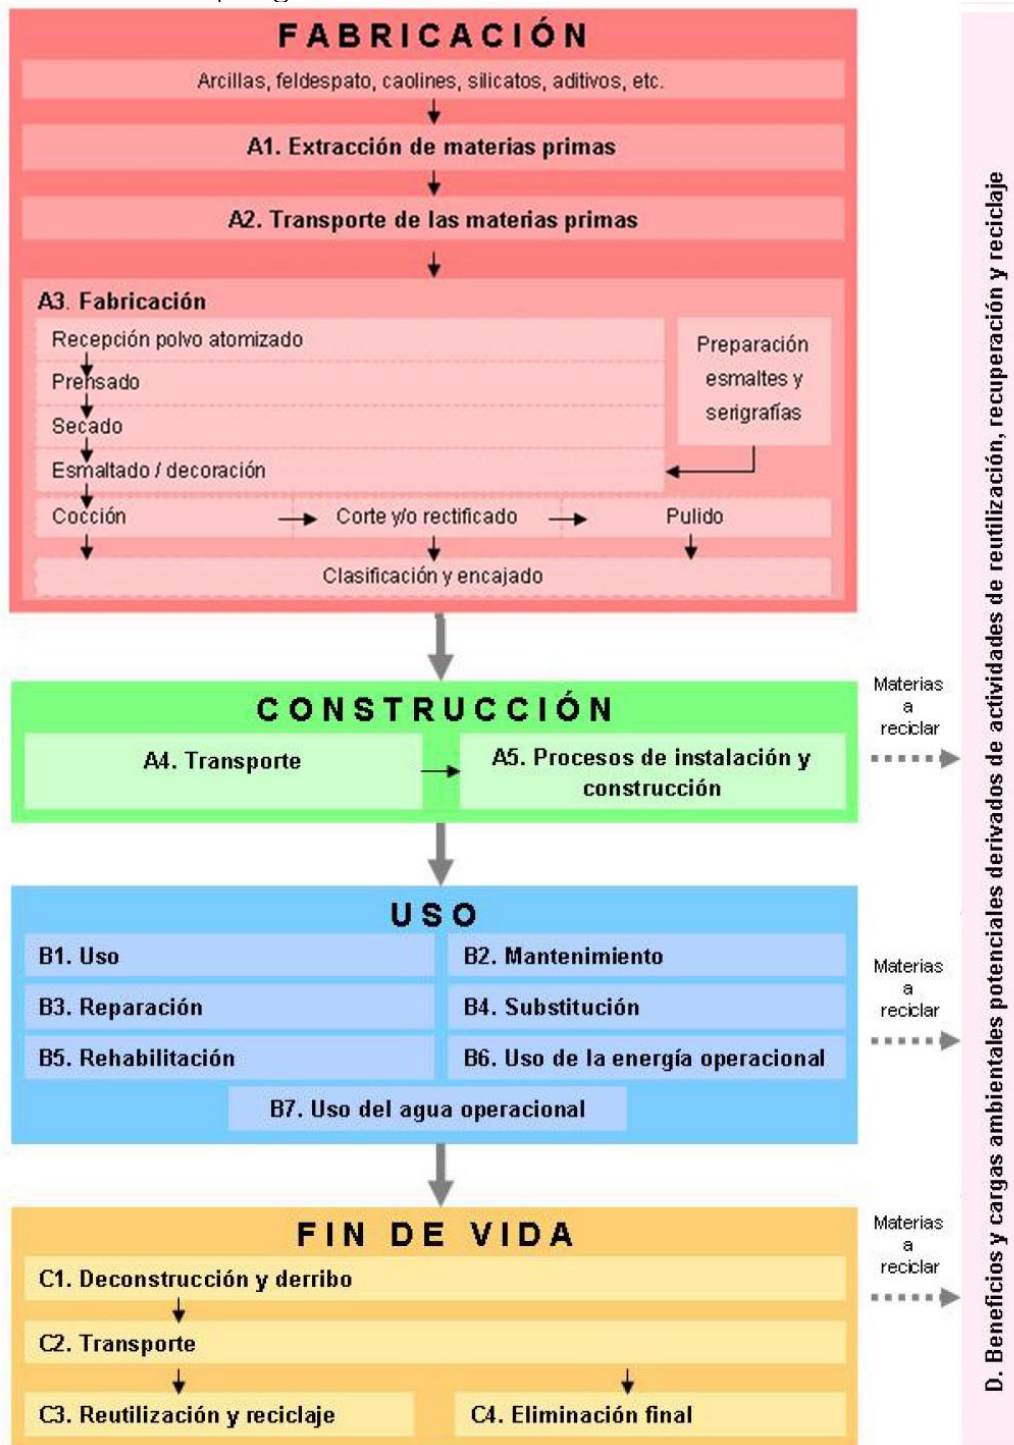 FABRICACIÓN
Arcillas, feldespato, caolines, silicatos, aditivos, etc.
A1. Extracción de materias primas
A2. Transporte de las materias primas
A3. Fabricación
Recepción polvo atomizado
Prensado
Secado
Esmaltado / decoración
Preparación
esmaltes y
serigrafías
Cocción
Corte y/o rectificado
Pulido
Clasificación y encajado
CONSTRUCCIÓN
A4. Transporte
A5. Procesos de instalación y
construcción
Materias
a
reciclar
USO
B1. Uso
B2. Mantenimiento
B3. Reparación
B4. Substitución
B5. Rehabilitación
B6. Uso de la energía operacional
B7. Uso del agua operacional
Materias
a
reciclar
FIN DE VIDA
C1. Deconstrucción y derribo
C2. Transporte
C3. Reutilización y reciclaje
C4. Eliminación final
Materias
a
reciclar
D. Beneficios y cargas ambientales potenciales derivados de actividades de reutilización, recuperación y reciclaje